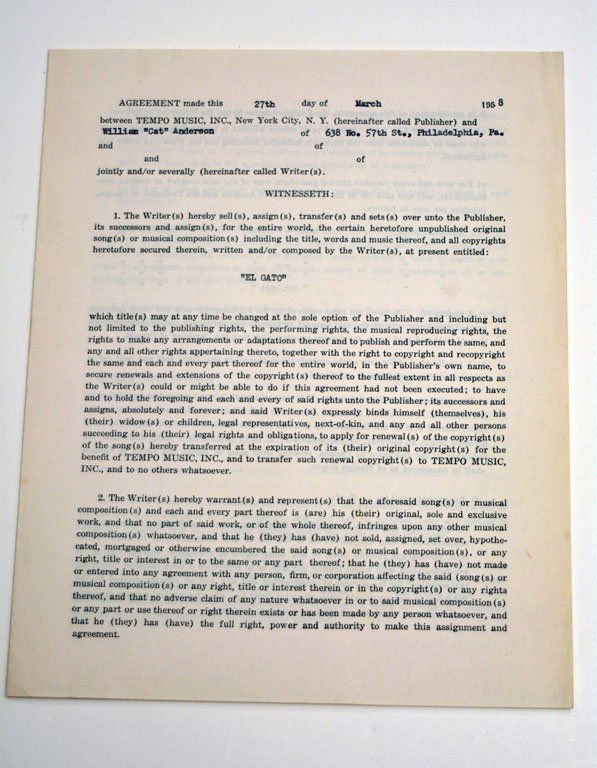 AGREEMENT made this 27th day of March 1958
between TEMPO MUSIC, INC., New York City, N. Y. (hereinafter called Publisher) and
William "Cat" Anderson of 638 No. 57th St., Philadelphia, Pa.
and of
and of
jointly and/or severally (hereinafter called Writer(s).
WITNESSETH:
1. The Writer(s) hereby sell(s), assign(s), transfer(s) and sets(s) over unto the Publisher,
its successors and assign(s), for the entire world, the certain heretofore unpublished original
song(s) or musical composition(s) including the title, words and music thereof, and all copyrights
heretofore secured therein, written and/or composed by the Writer(s), at present entitled:
"EL GATO"
which title(s) may at any time be changed at the sole option of the Publisher and including but
not limited to the publishing rights, the performing rights, the musical reproducing rights, the
rights to make any arrangements or adaptations thereof and to publish and perform the same, and
any and all other rights appertaining thereto, together with the right to copyright and recopyright
the same and each and every part thereof for the entire world, in the Publisher's own name, to
secure renewals and extensions of the copyright(s) thereof to the fullest extent in all respects as
the Writer(s) could or might be able to do if this agreement had not been executed; to have
and to hold the foregoing and each and every of said rights unto the Publisher; its successors and
assigns, absolutely and forever; and said Writer(s) expressly binds himself (themselves), his
(their) widow(s) or children, legal representatives, next-of-kin, and any and all other persons
succeeding to his (their) legal rights and obligations, to apply for renewal(s) of the copyright(s)
of the song(s) hereby transferred at the expiration of its (their) original copyright(s) for the
benefit of TEMPO MUSIC, INC., and to transfer such renewal copyright(s) to TEMPO MUSIC,
INC., and to no others whatsoever.
2. The Writer(s) hereby warrant(s) and represent(s) that the aforesaid song(s) or musical
composition(s) and each and every part thereof is (are) his (their) original, sole and exclusive
work, and that no part of said work, or of the whole thereof, infringes upon any other musical
composition(s) whatsoever, and that he (they) has (have) not sold, assigned, set over, hypothe-
cated, mortgaged or otherwise encumbered the said song(s) or musical composition(s), or any
right, title or interest in or to the same or any part thereof; that he (they) has (have) not made
or entered into any agreement with any person, firm, or corporation affecting the said (song(s) or
musical composition(s) or any right, title or interest therein or in the copyright(s) or any rights
thereof, and that no adverse claim of any nature whatsoever in or to said musical composition(s)
or any part or use thereof or right therein exists or has been made by any person whatsoever, and
that he (they) has (have) the full right, power and authority to make this assignment and
agreement.